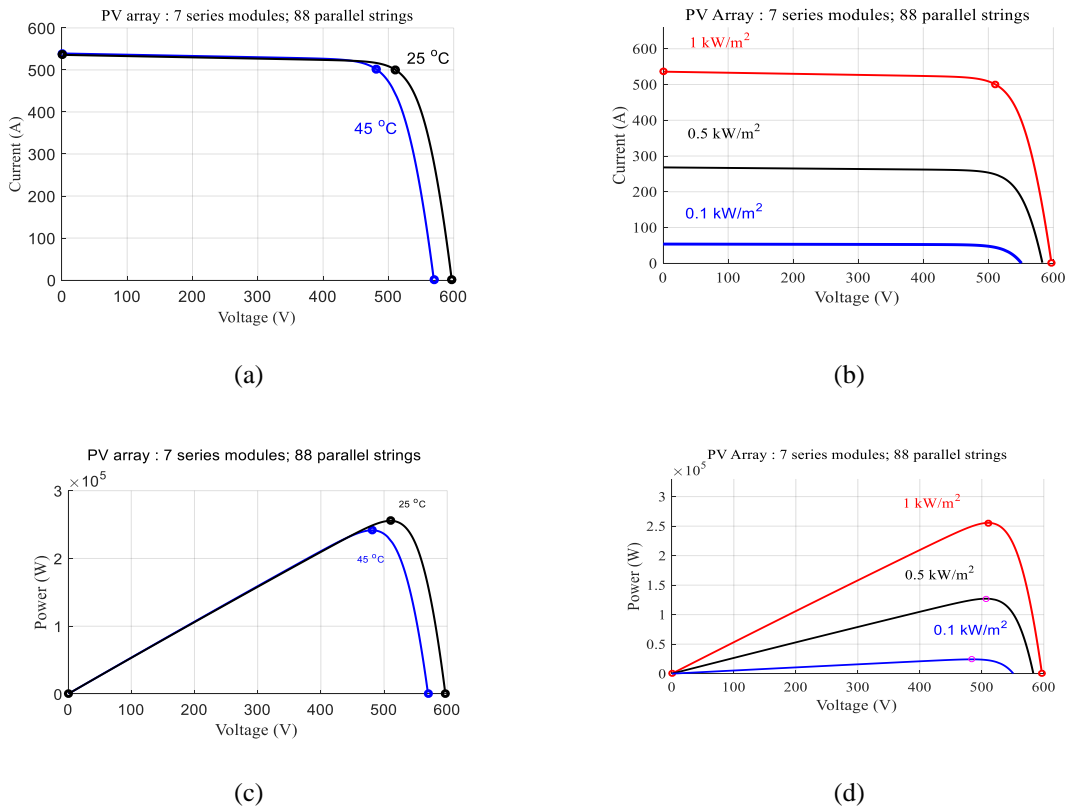 PV array : 7 series modules; 88 parallel strings
600
500
400
300
200
100
0
Current (A)
25 °C
45 °C
0 100 200 300 400 500 600
Voltage (V)
(a)
PV Array : 7 series modules; 88 parallel strings
1 kW/m²
600
500
400
300
200
100
0
Current (A)
0.5 kW/m²
0.1 kW/m²
0 100 200 300 400 500 600
Voltage (V)
(b)
PV array : 7 series modules; 88 parallel strings
×10⁵
3
2
1
0
Power (W)
25 °C
45 °C
0 100 200 300 400 500 600
Voltage (V)
(c)
PV Array : 7 series modules; 88 parallel strings
×10⁵
3
2.5
2
1.5
1
0.5
0
Power (W)
1 kW/m²
0.5 kW/m²
0.1 kW/m²
0 100 200 300 400 500 600
Voltage (V)
(d)